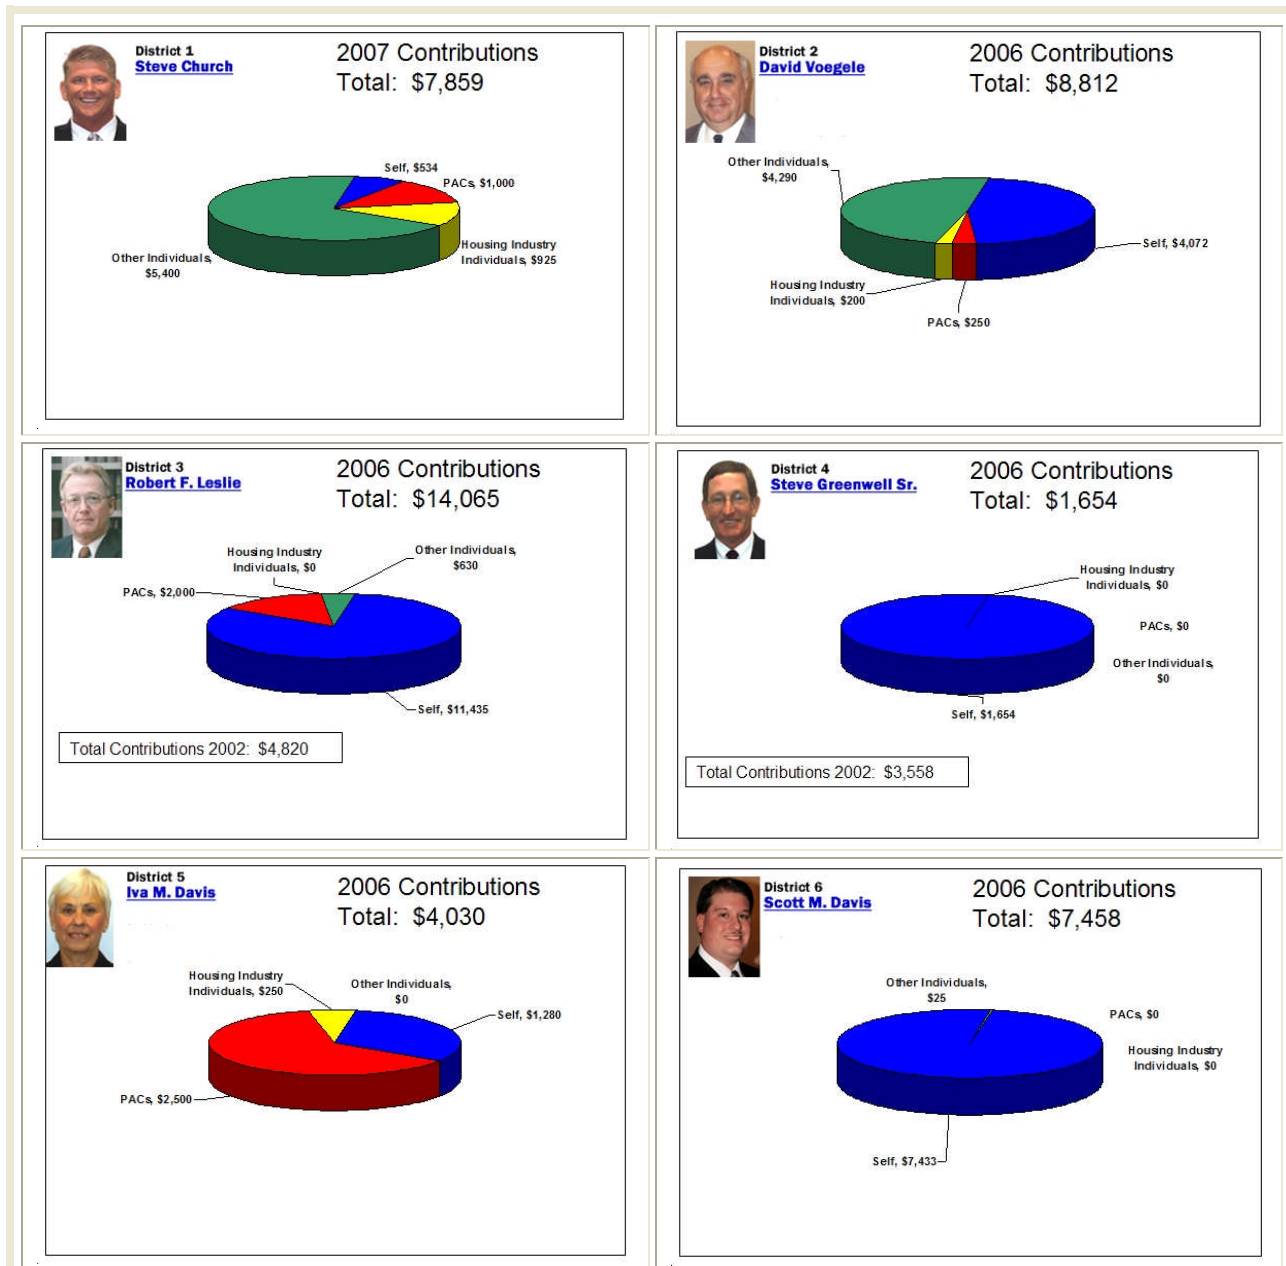 District 1
Steve Church
2007 Contributions
Total: $7,859
Self, $534
PACs, $1,000
Housing Industry
Individuals, $925
Other Individuals,
$5,400
District 2
David Voegele
2006 Contributions
Total: $8,812
Other Individuals,
$4,290
Self, $4,072
Housing Industry
Individuals, $200
PACs, $250
District 3
Robert F. Leslie
2006 Contributions
Total: $14,065
Housing Industry
Individuals, $0
Other Individuals,
$630
PACs, $2,000
Self, $11,435
Total Contributions 2002: $4,820
District 4
Steve Greenwell Sr.
2006 Contributions
Total: $1,654
Housing Industry
Individuals, $0
PACs, $0
Other Individuals,
$0
Self, $1,654
Total Contributions 2002: $3,558
District 5
Iva M. Davis
2006 Contributions
Total: $4,030
Housing Industry
Individuals, $250
Other Individuals,
$0
Self, $1,280
PACs, $2,500
District 6
Scott M. Davis
2006 Contributions
Total: $7,458
Other Individuals,
$25
PACs, $0
Housing Industry
Individuals, $0
Self, $7,433